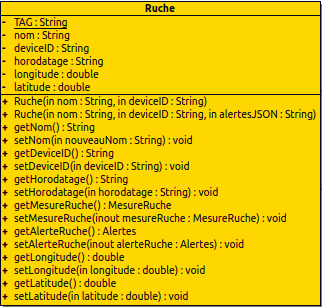 Ruche
- TAG : String
- nom : String
- deviceID : String
- horodatage : String
- longitude : double
- latitude : double
+ Ruche(in nom : String, in deviceID : String)
+ Ruche(in nom : String, in deviceID : String, in alertesJSON : String)
+ getNom() : String
+ setNom(in nouveauNom : String) : void
+ getDeviceID() : String
+ setDeviceID(in deviceID : String) : void
+ getHorodatage() : String
+ setHorodatage(in horodatage : String) : void
+ getMesureRuche() : MesureRuche
+ setMesureRuche(inout mesureRuche : MesureRuche) : void
+ getAlerteRuche() : Alertes
+ setAlerteRuche(inout alerteRuche : Alertes) : void
+ getLongitude() : double
+ setLongitude(in longitude : double) : void
+ getLatitude() : double
+ setLatitude(in latitude : double) : void